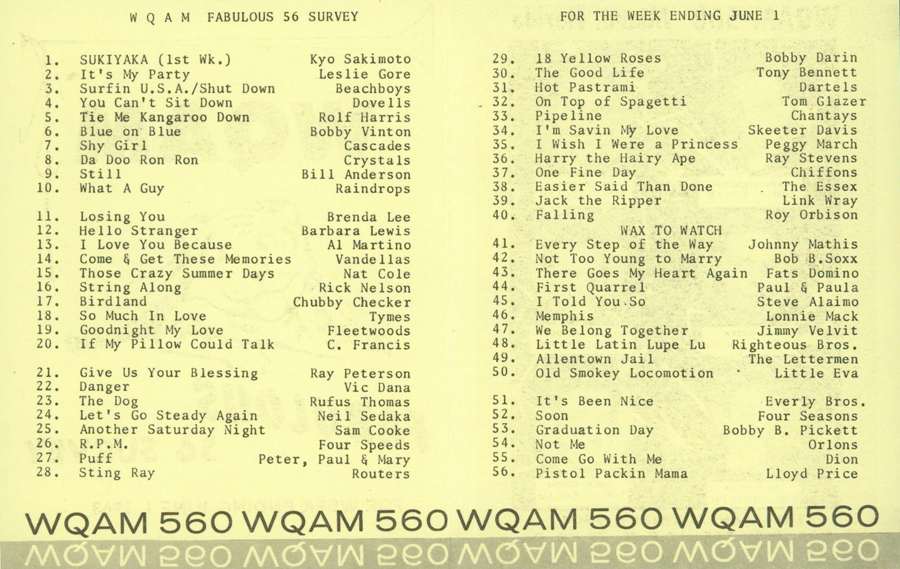 W Q A M FABULOUS 56 SURVEY
1. SUKIYAKA (1st Wk.) Kyo Sakimoto
2. It's My Party Leslie Gore
3. Surfin U.S.A./Shut Down Beachboys
4. You Can't Sit Down Dovells
5. Tie Me Kangaroo Down Rolf Harris
6. Blue on Blue Bobby Vinton
7. Shy Girl Cascades
8. Da Doo Ron Ron Crystals
9. Still Bill Anderson
10. What A Guy Raindrops
11. Losing You Brenda Lee
12. Hello Stranger Barbara Lewis
13. I Love You Because Al Martino
14. Come & Get These Memories Vandellas
15. Those Crazy Summer Days Nat Cole
16. String Along Rick Nelson
17. Birdland Chubby Checker
18. So Much In Love Tymes
19. Goodnight My Love Fleetwoods
20. If My Pillow Could Talk C. Francis
21. Give Us Your Blessing Ray Peterson
22. Danger Vic Dana
23. The Dog Rufus Thomas
24. Let's Go Steady Again Neil Sedaka
25. Another Saturday Night Sam Cooke
26. R.P.M. Four Speeds
27. Puff Peter, Paul & Mary
28. Sting Ray Routers
FOR THE WEEK ENDING JUNE 1
29. 18 Yellow Roses Bobby Darin
30. The Good Life Tony Bennett
31. Hot Pastrami Dartels
32. On Top of Spagetti Tom Glazer
33. Pipeline Chantays
34. I'm Savin My Love Skeeter Davis
35. I Wish I Were a Princess Peggy March
36. Harry the Hairy Ape Ray Stevens
37. One Fine Day Chiffons
38. Easier Said Than Done The Essex
39. Jack the Ripper Link Wray
40. Falling Roy Orbison
WAX TO WATCH
41. Every Step of the Way Johnny Mathis
42. Not Too Young to Marry Bob B.Soxx
43. There Goes My Heart Again Fats Domino
44. First Quarrel Paul & Paula
45. I Told You So Steve Alaimo
46. Memphis Lonnie Mack
47. We Belong Together Jimmy Velvit
48. Little Latin Lupe Lu Righteous Bros.
49. Allentown Jail The Lettermen
50. Old Smokey Locomotion Little Eva
51. It's Been Nice Everly Bros.
52. Soon Four Seasons
53. Graduation Day Bobby B. Pickett
54. Not Me Orlons
55. Come Go With Me Dion
56. Pistol Packin Mama Lloyd Price
WQAM 560 WQAM 560 WQAM 560 WQAM 560
WQAM 560 WQAM 560 WQAM 560 WQAM 560